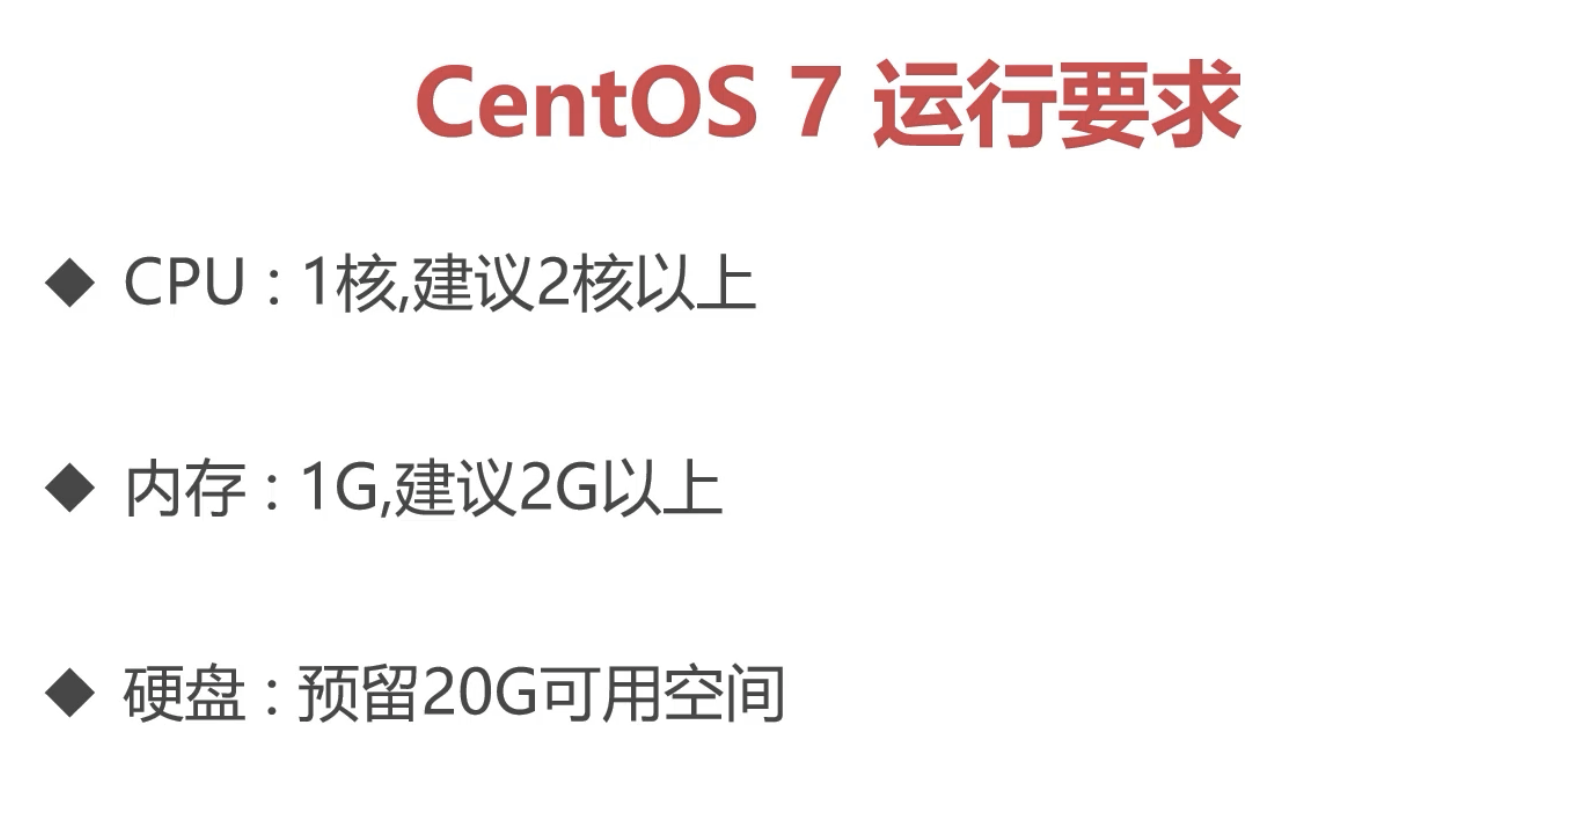 CentOS 7 运行要求
◆ CPU : 1核,建议2核以上
◆ 内存 : 1G,建议2G以上
◆ 硬盘 : 预留20G可用空间